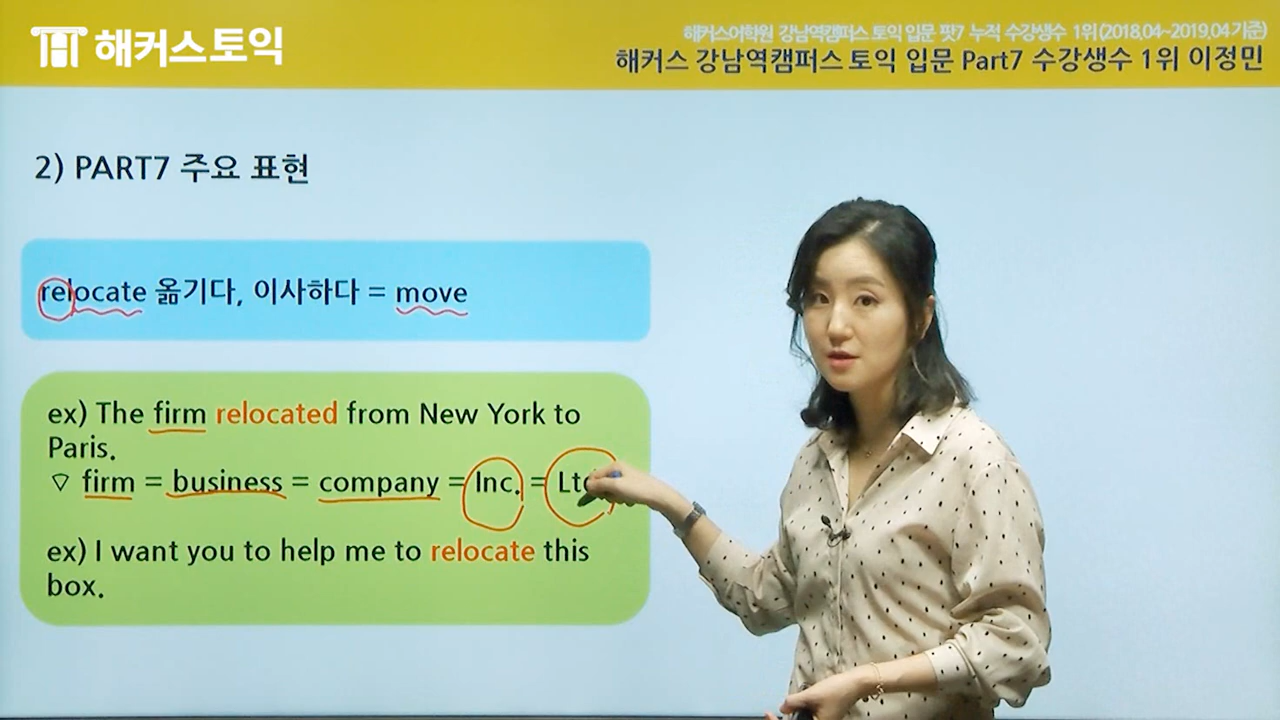 해커스토익
해커스어학원 강남역캠퍼스 토익 입문 팟7 누적 수강생수 1위(2018.04~2019.04 기준)
해커스 강남역캠퍼스 토익 입문 Part7 수강생수 1위 이정민
2) PART7 주요 표현
relocate 옮기다, 이사하다 = move
ex) The firm relocated from New York to
Paris.
▽ firm = business = company = Inc. =
ex) I want you to help me to relocate this
box.